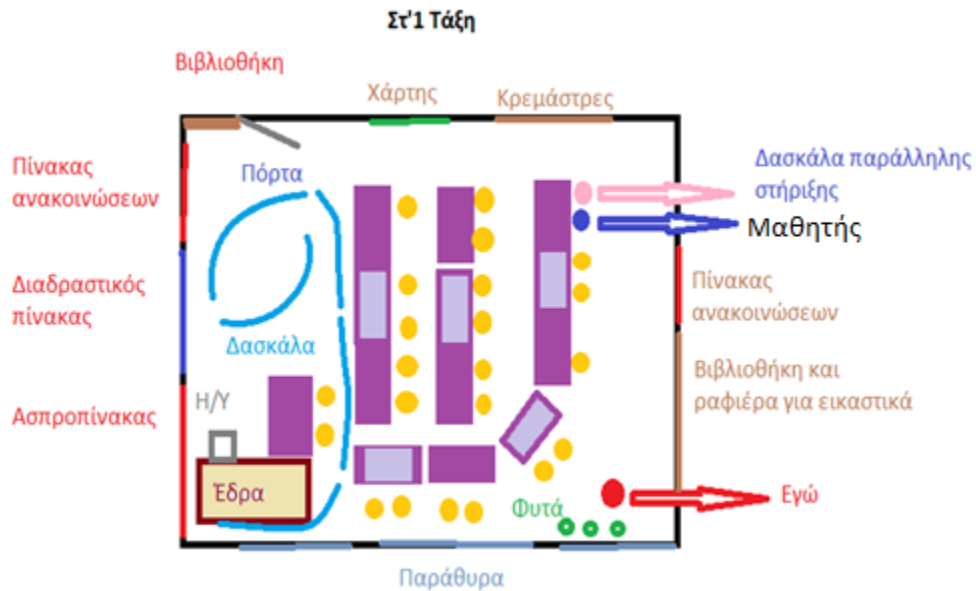 Στ'1 Τάξη
Βιβλιοθήκη
Χάρτης
Κρεμάστρες
Πίνακας
ανακοινώσεων
Πόρτα
Δασκάλα παράλληλης
στήριξης
Μαθητής
Διαδραστικός
πίνακας
Πίνακας
ανακοινώσεων
Δασκάλα
Βιβλιοθήκη και
ραφιέρα για εικαστικά
Ασπροπίνακας
Η/Υ
Έδρα
Φυτά
Εγώ
Παράθυρα